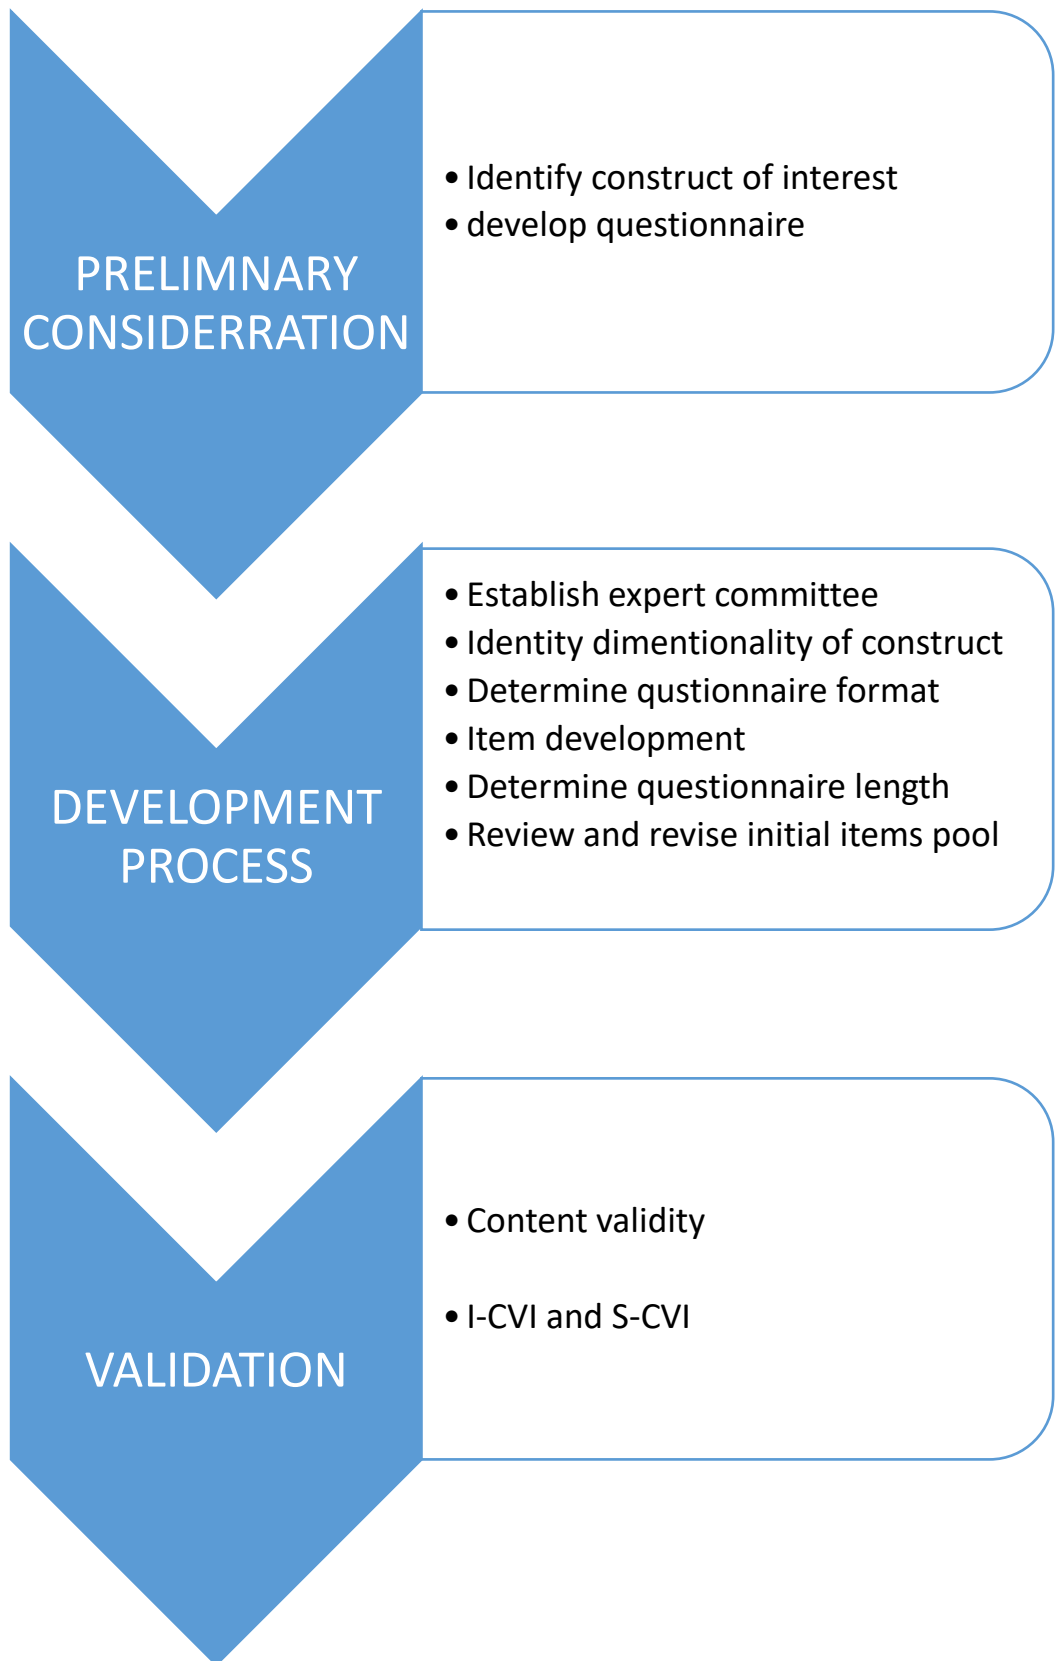 PRELIMNARY
CONSIDERRATION
• Identify construct of interest
• develop questionnaire
DEVELOPMENT
PROCESS
• Establish expert committee
• Identity dimentionality of construct
• Determine qustionnaire format
• Item development
• Determine questionnaire length
• Review and revise initial items pool
VALIDATION
• Content validity
• I-CVI and S-CVI